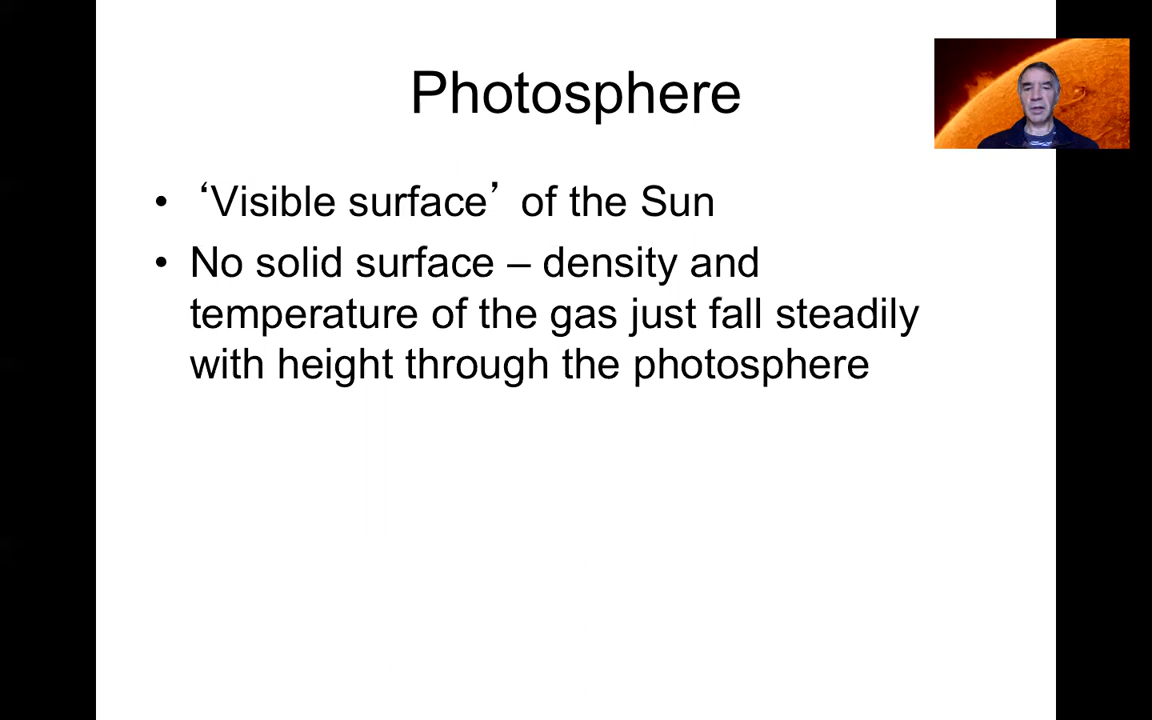 Photosphere
• ‘Visible surface’ of the Sun
• No solid surface – density and
temperature of the gas just fall steadily
with height through the photosphere